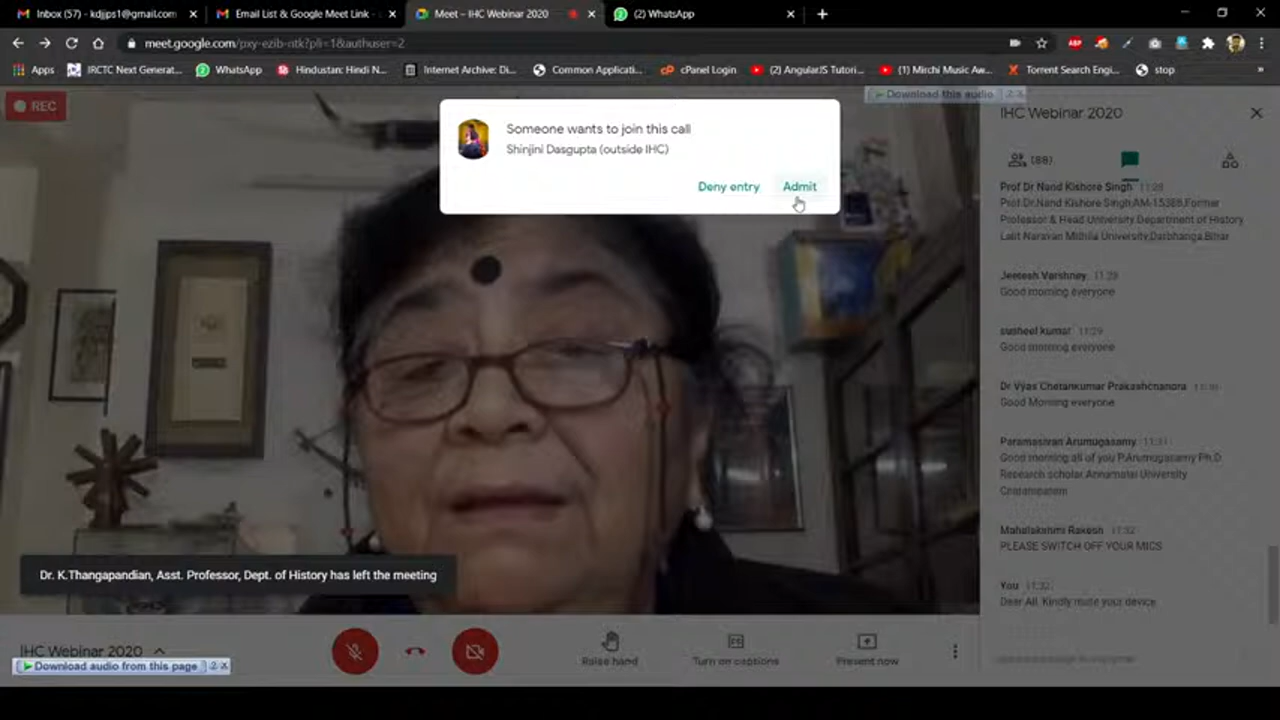 Inbox (57) - kdjjps1@gmail.com
Email List & Google Meet Link -
Meet – IHC Webinar 2020
(2) WhatsApp
meet.google.com/pxy-ezib-ntk?pli=1&authuser=2
Apps
IRCTC Next Generat...
WhatsApp
Hindustan: Hindi N...
Internet Archive: Di...
Common Applicati...
cPanel Login
(2) AngularJS Tutori...
(1) Mirchi Music Aw...
Torrent Search Engi...
stop
»
REC
Download this audio
? X
Someone wants to join this call
Shinjini Dasgupta (outside IHC)
Deny entry
Admit
IHC Webinar 2020
(88)
Prof Dr Nand Kishore Singh 11:28
Prof.Dr.Nand Kishore Singh,AM-15388,Former
Professor & Head University Department of History
Lalit Narayan Mithila University,Darbhanga,Bihar
Jeetesh Varshney 11:29
Good morning everyone
susheel kumar 11:29
Good morning everyone
Dr Vyas Chetankumar Prakashchandra
Good Morning everyone
Paramasivan Arumugasamy 11:31
Good morning all of you P.Arumugasamy Ph.D
Research scholar Annamalai University
Chidambaram
Mahalakshmi Rakesh 11:32
PLEASE SWITCH OFF YOUR MICS
You 11:32
Dear All, Kindly mute your device
Dr. K.Thangapandian, Asst. Professor, Dept. of History has left the meeting
IHC Webinar 2020
Download audio from this page
? X
Raise hand
Turn on captions
Present now